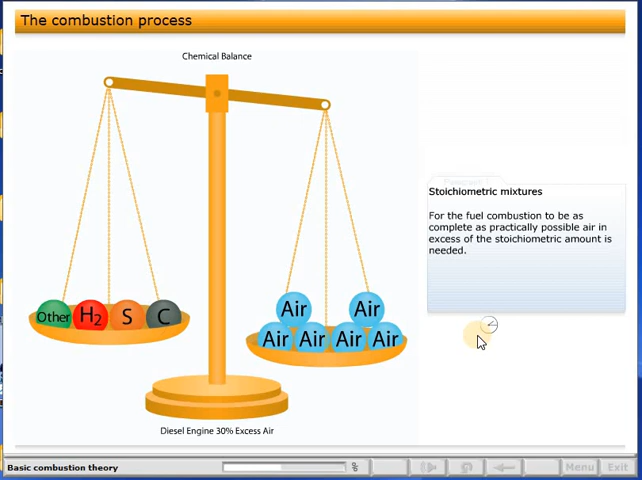 The combustion process
Chemical Balance
Stoichiometric mixtures
For the fuel combustion to be as
complete as practically possible air in
excess of the stoichiometric amount is
needed.
Air Air
Other H2 S C
Air Air Air Air
Diesel Engine 30% Excess Air
Basic combustion theory
Menu Exit